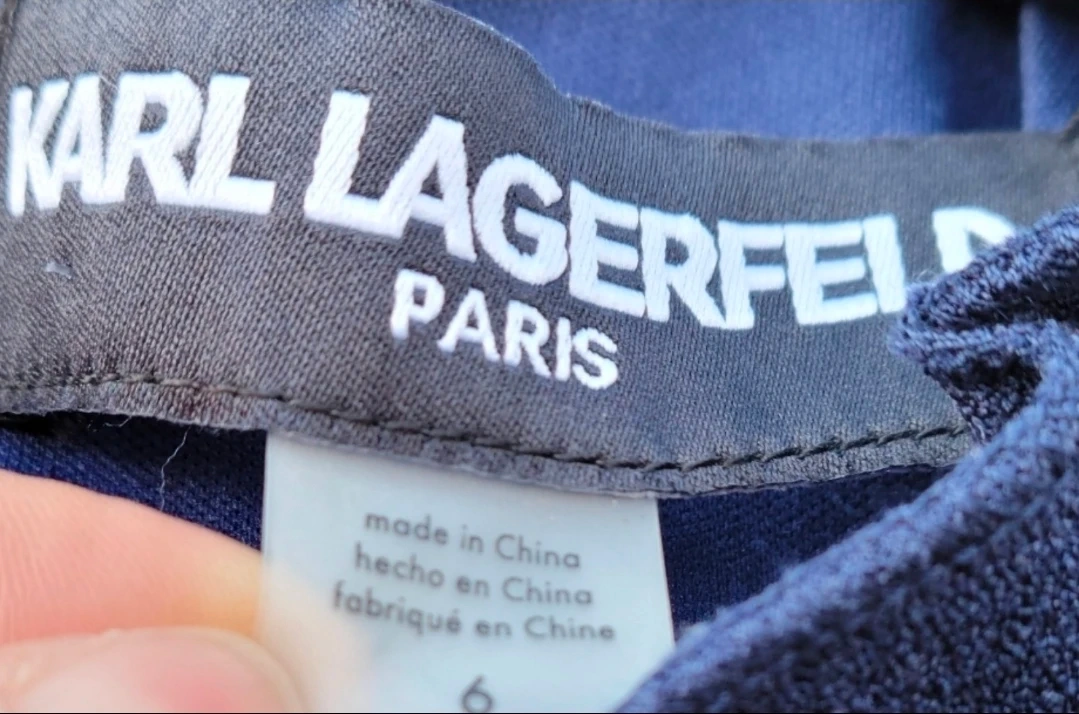 KARL LAGERFELD
PARIS
made in China
hecho en China
fabriqué en Chine
6